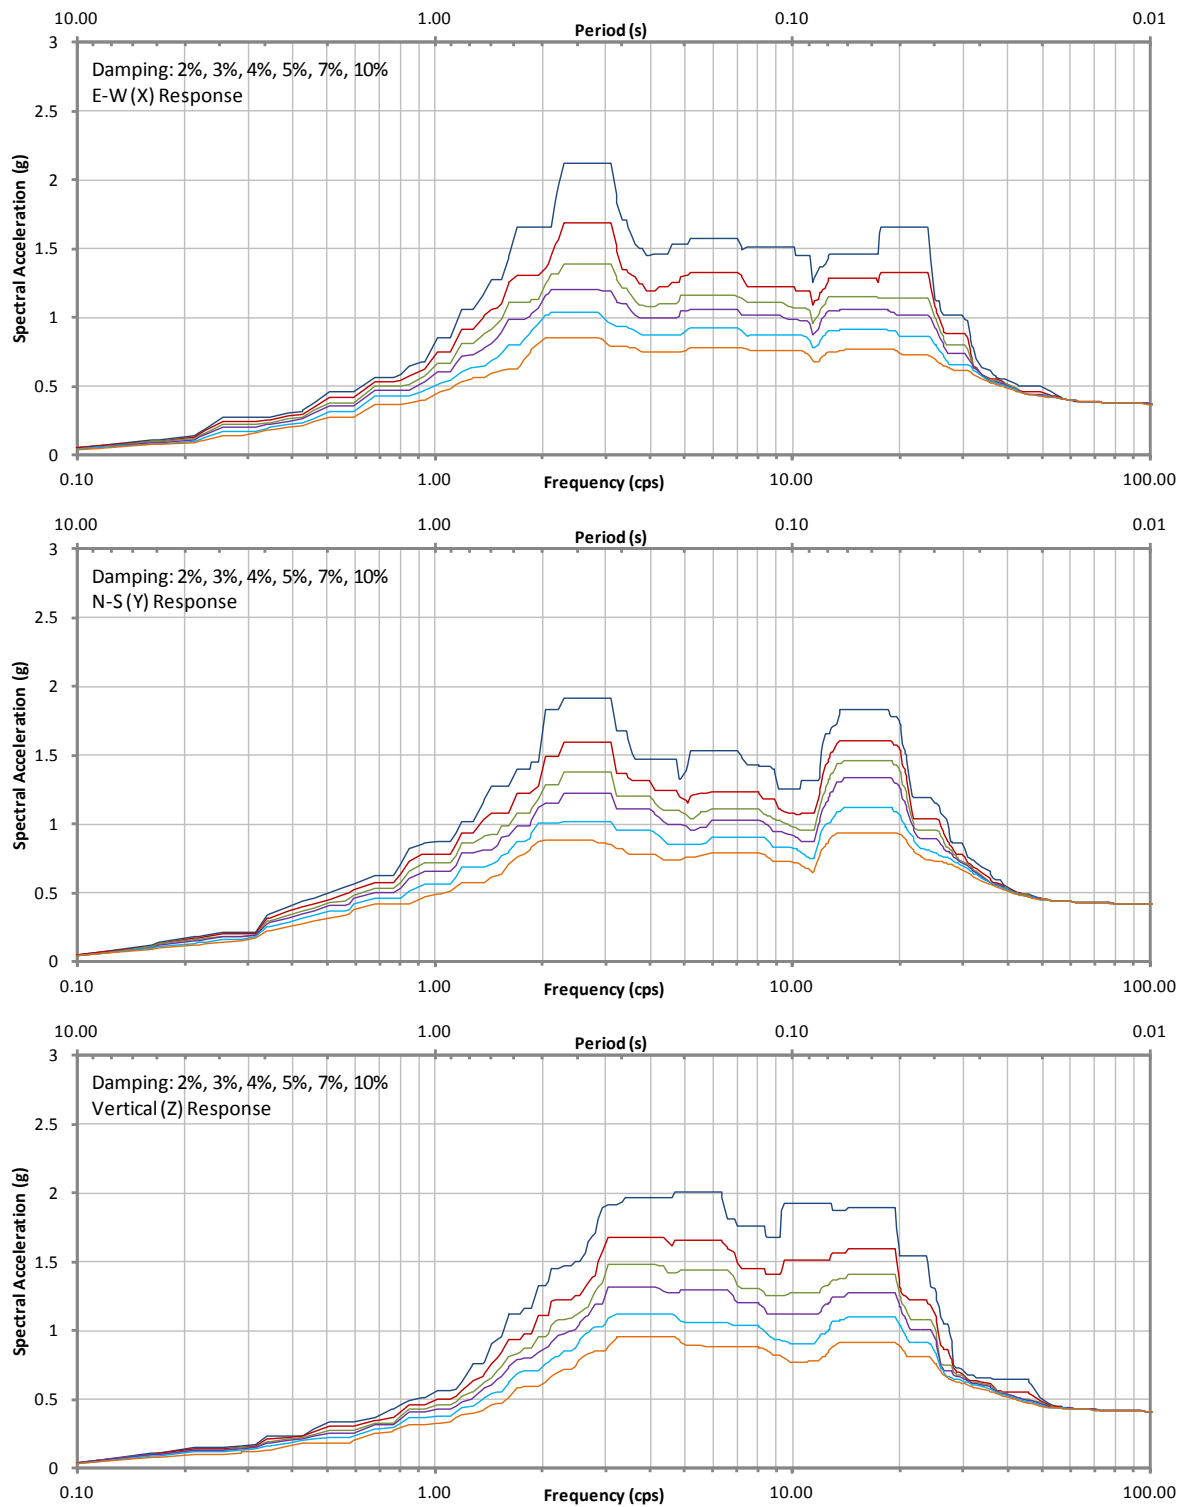 10.00 1.00 0.10 0.01
Period (s)
3
Damping: 2%, 3%, 4%, 5%, 7%, 10%
E-W (X) Response
2.5
2
Spectral Acceleration (g)
1.5
1
0.5
0
0.10 1.00 10.00 100.00
Frequency (cps)
10.00 1.00 0.10 0.01
Period (s)
3
Damping: 2%, 3%, 4%, 5%, 7%, 10%
N-S (Y) Response
2.5
2
Spectral Acceleration (g)
1.5
1
0.5
0
0.10 1.00 10.00 100.00
Frequency (cps)
10.00 1.00 0.10 0.01
Period (s)
3
Damping: 2%, 3%, 4%, 5%, 7%, 10%
Vertical (Z) Response
2.5
2
Spectral Acceleration (g)
1.5
1
0.5
0
0.10 1.00 10.00 100.00
Frequency (cps)